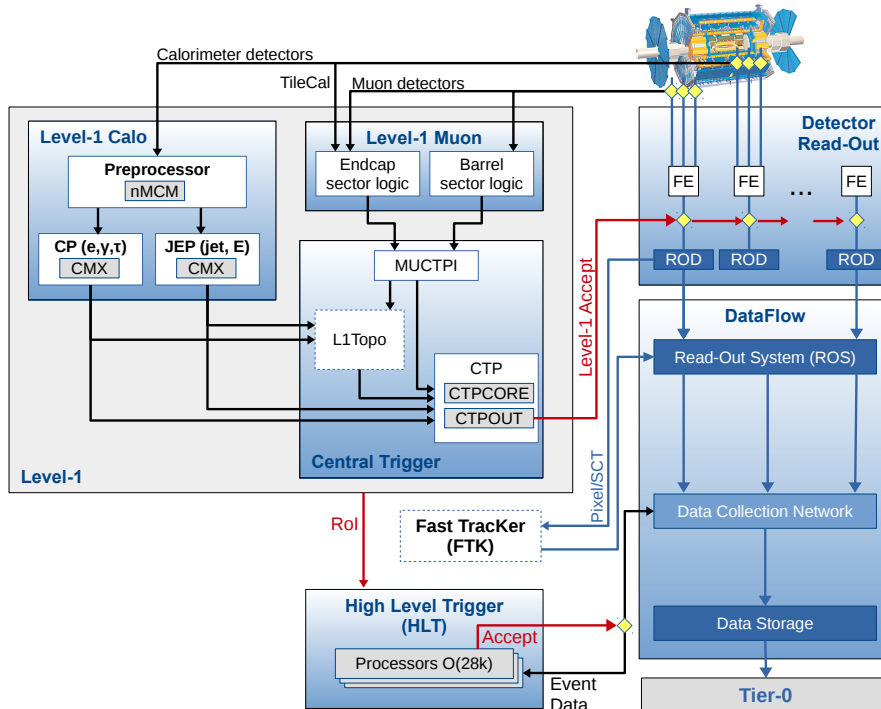 Calorimeter detectors
TileCal
Muon detectors
Level-1 Calo
Preprocessor
nMCM
CP (e,γ,τ)
CMX
JEP (jet, E)
CMX
Level-1 Muon
Endcap
sector logic
Barrel
sector logic
MUCTPI
L1Topo
CTP
CTPCORE
CTPOUT
Central Trigger
Level-1
Level-1 Accept
Detector
Read-Out
FE
FE
...
FE
ROD
ROD
ROD
DataFlow
Read-Out System (ROS)
Data Collection Network
Data Storage
Tier-0
Pixel/SCT
RoI
Fast TracKer
(FTK)
High Level Trigger
(HLT)
Accept
Processors O(28k)
Event
Data